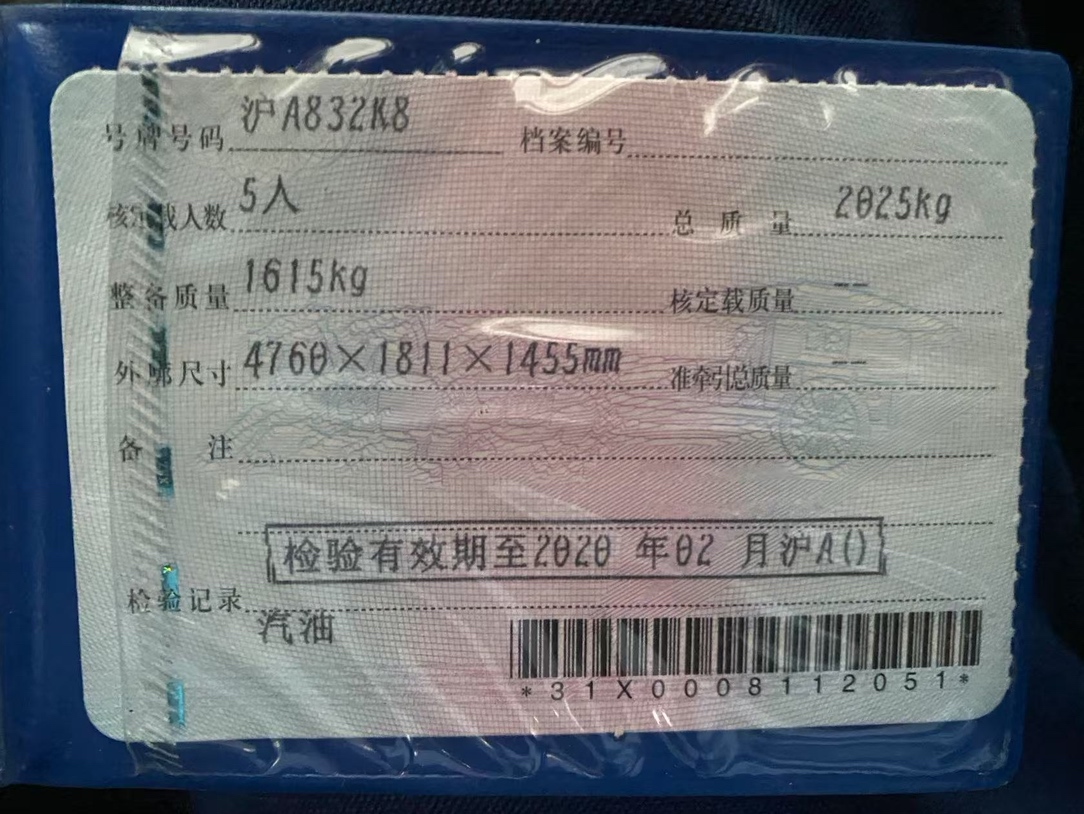 号牌号码 沪A832K8 档案编号
核定载人数 5人 总质量 2025kg
整备质量 1615kg 核定载质量 --
外廓尺寸 4760×1811×1455mm 准牵引总质量 --
备注
检验有效期至2020 年02 月沪A()
检验记录
汽油
*31X0008112051*